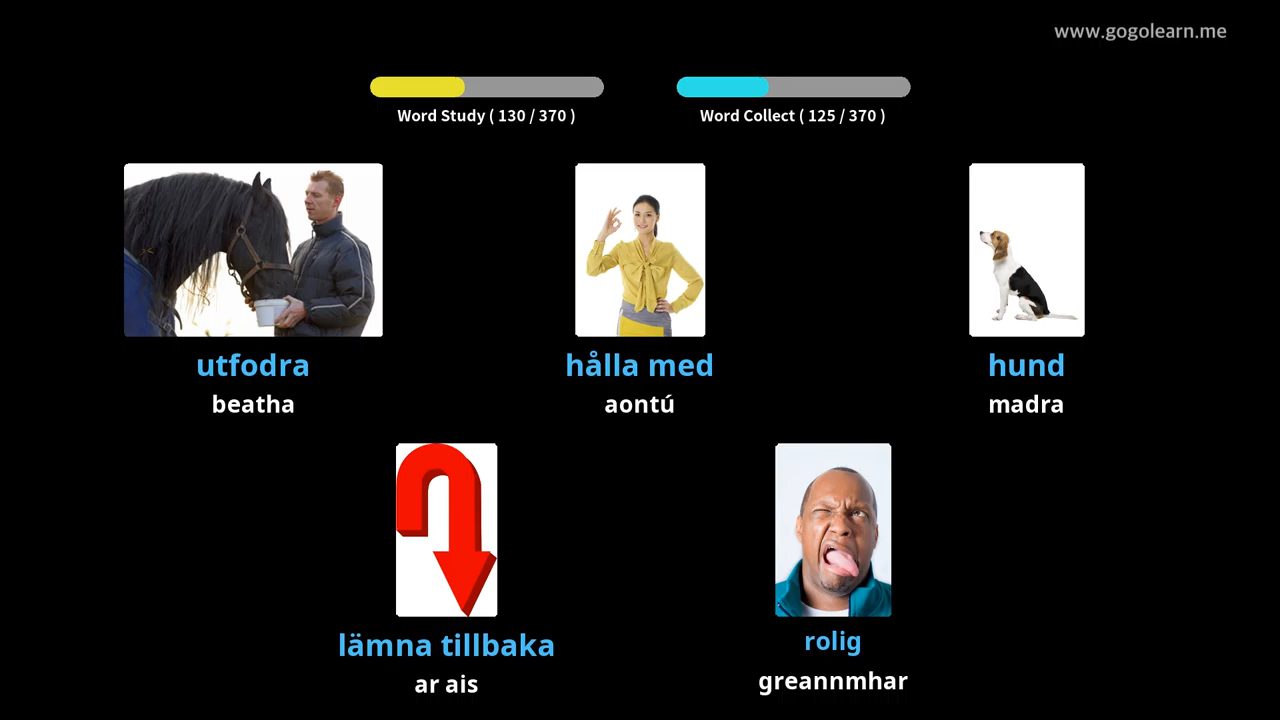 www.gogolearn.me
Word Study ( 130 / 370 )
Word Collect ( 125 / 370 )
utfodra
beatha
hålla med
aontú
hund
madra
lämna tillbaka
ar ais
rolig
greannmhar